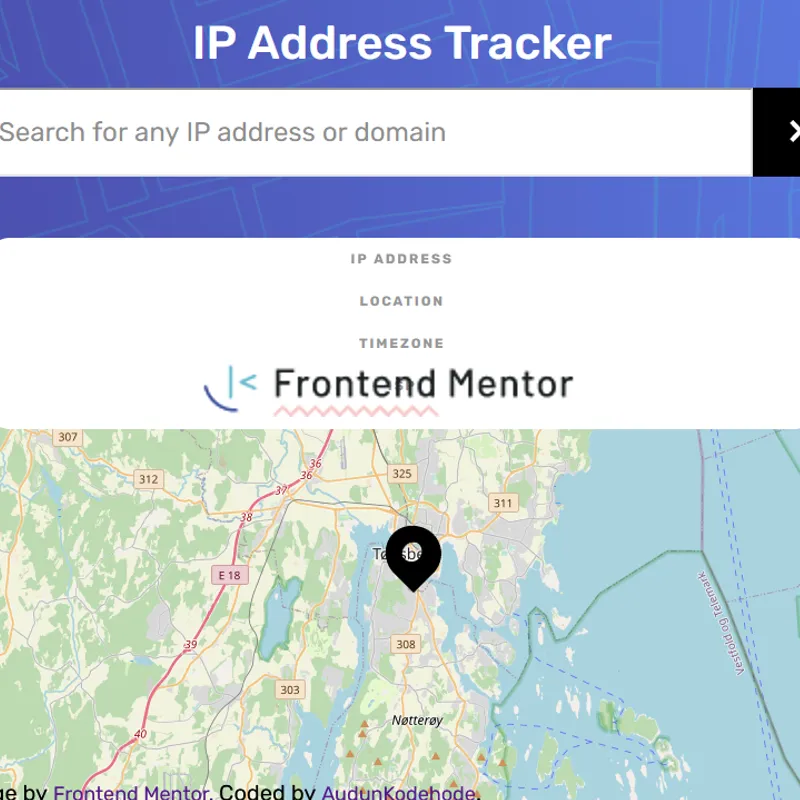 IP Address Tracker
Search for any IP address or domain
IP ADDRESS
LOCATION
TIMEZONE
Frontend Mentor
307
36
36
325
312
37
311
38
E 18
39
308
Vestfold og Telemark
303
Nøtterøy
40
by Frontend Mentor. Coded by AudunKodehode.